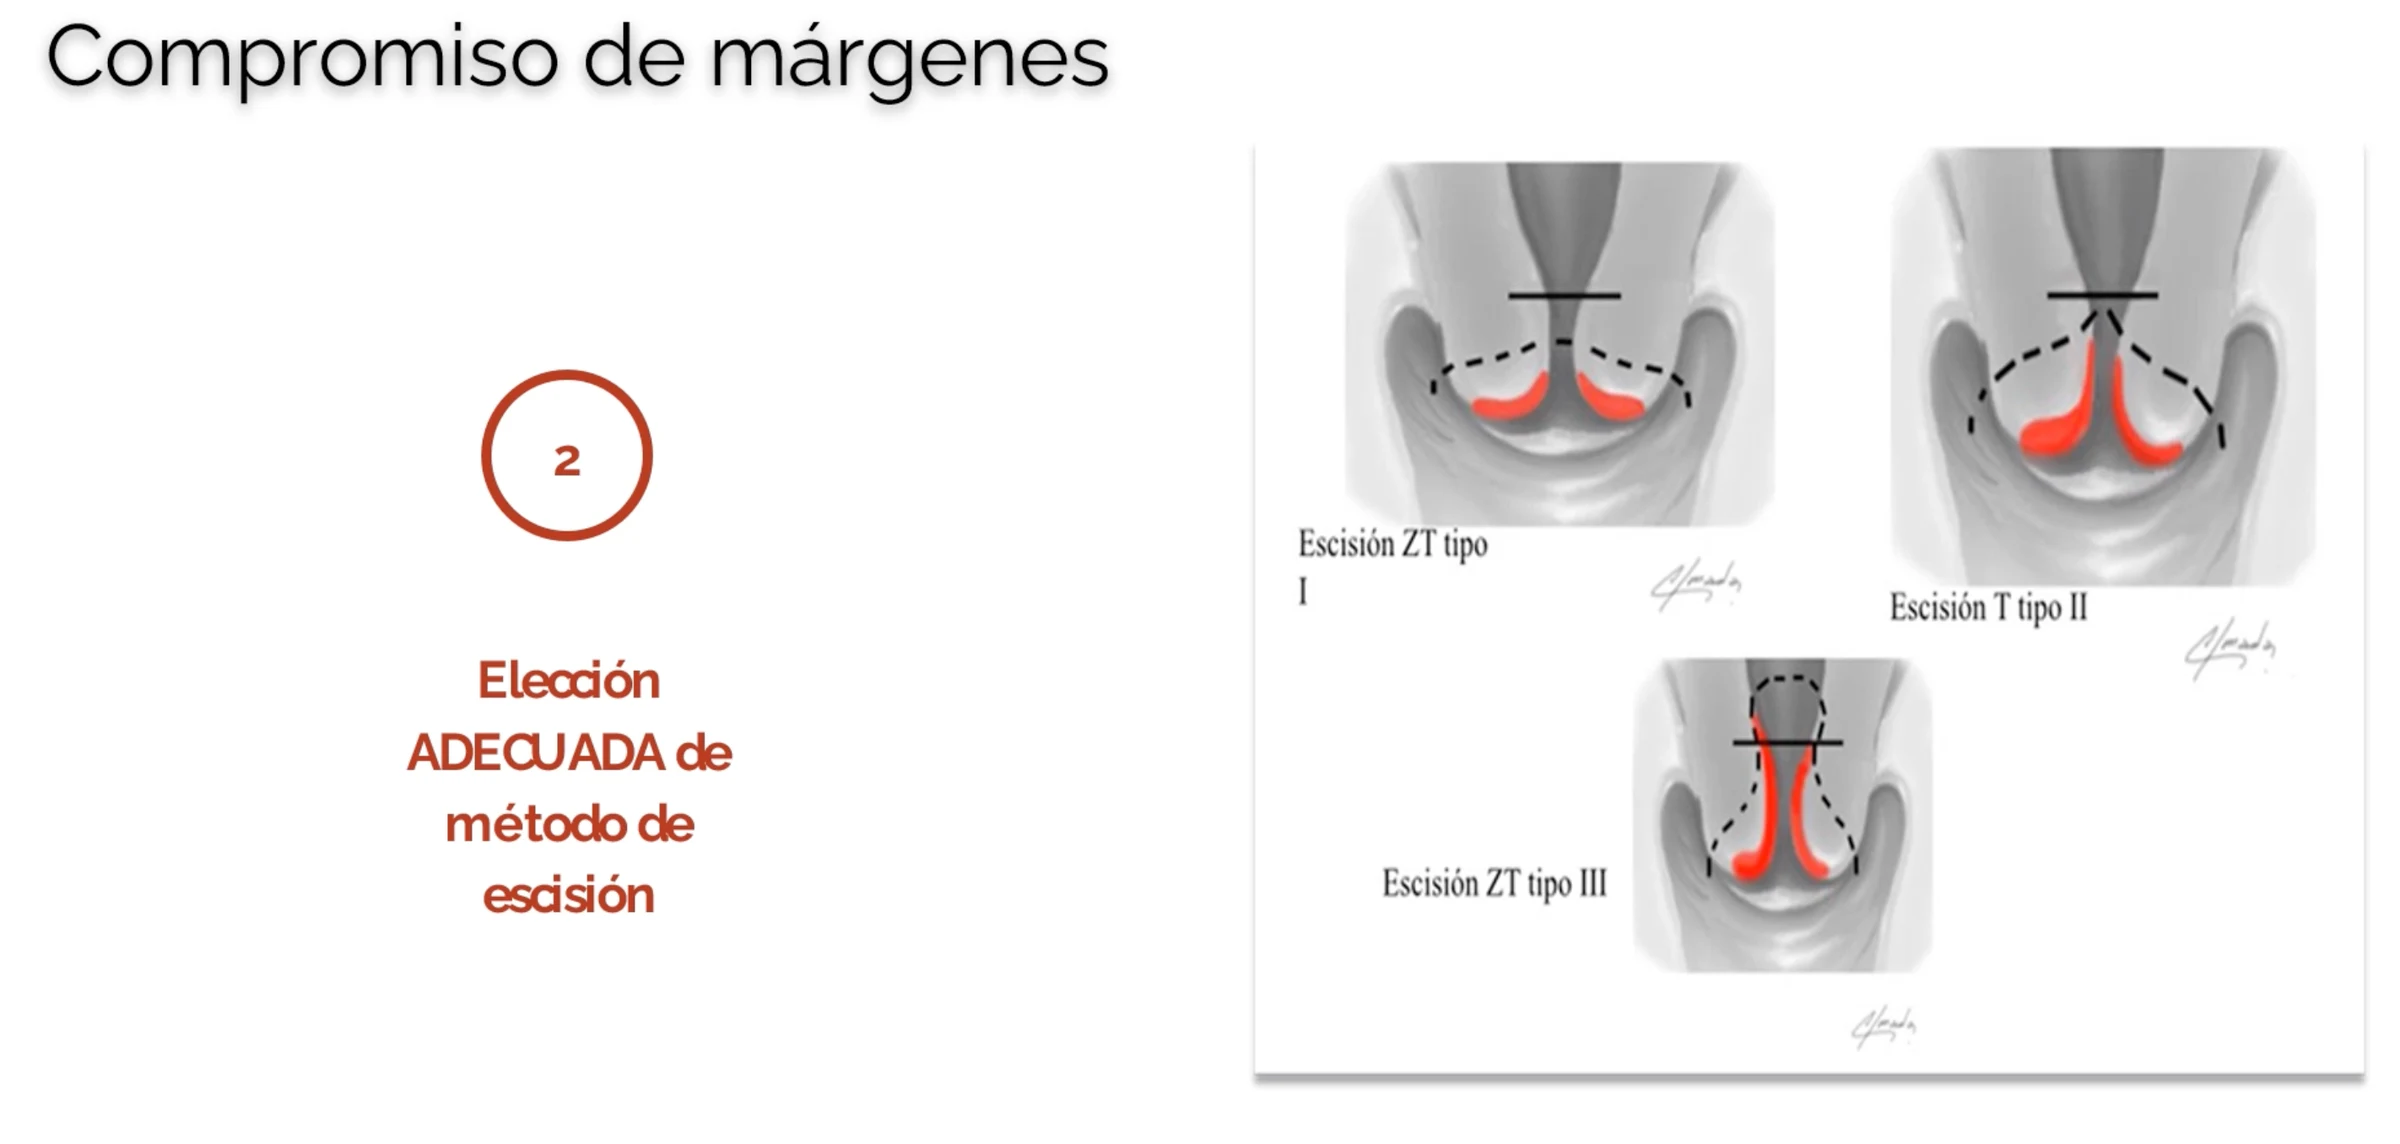 Compromiso de márgenes
2
Elección
ADECUADA de
método de
escisión
Escisión ZT tipo
I
Escisión T tipo II
Escisión ZT tipo III